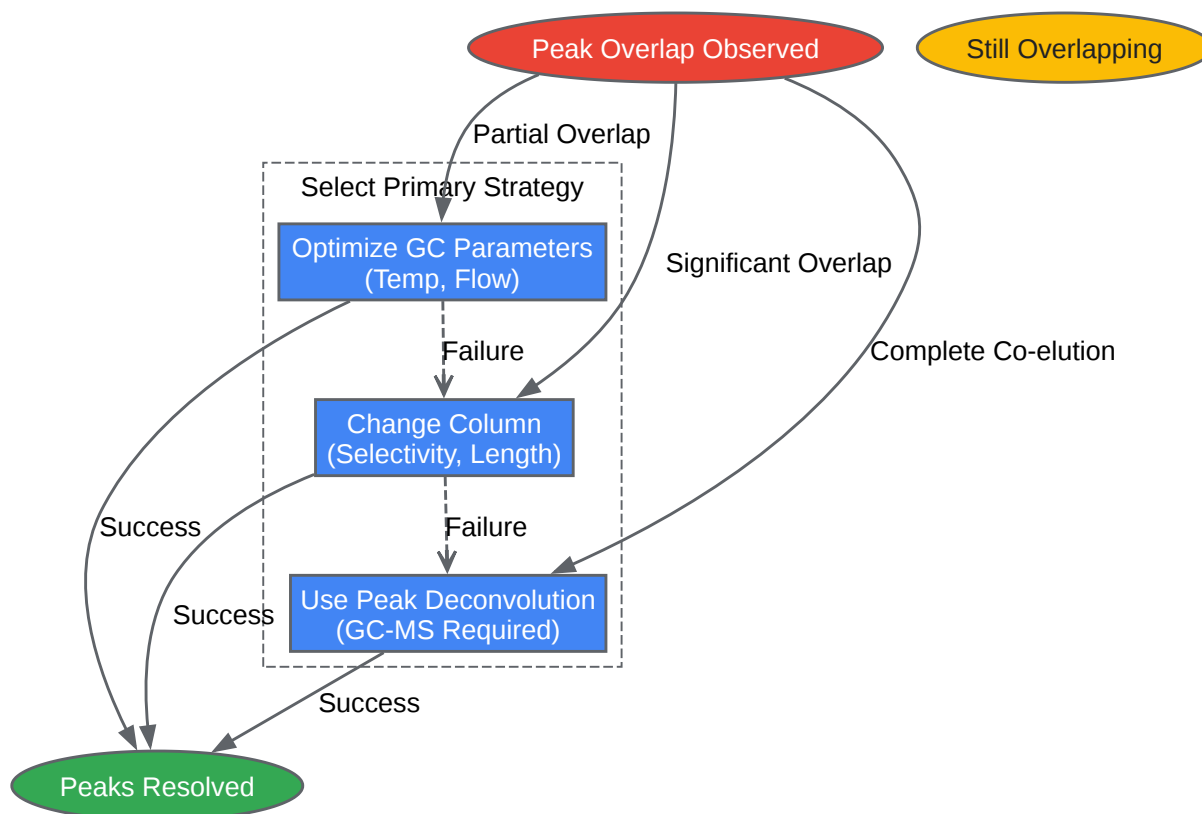 Peak Overlap Observed
Still Overlapping
Partial Overlap
Select Primary Strategy
Optimize GC Parameters
(Temp, Flow)
Significant Overlap
Failure
Complete Co-elution
Change Column
(Selectivity, Length)
Success
Failure
Use Peak Deconvolution
(GC-MS Required)
Success
Success
Peaks Resolved